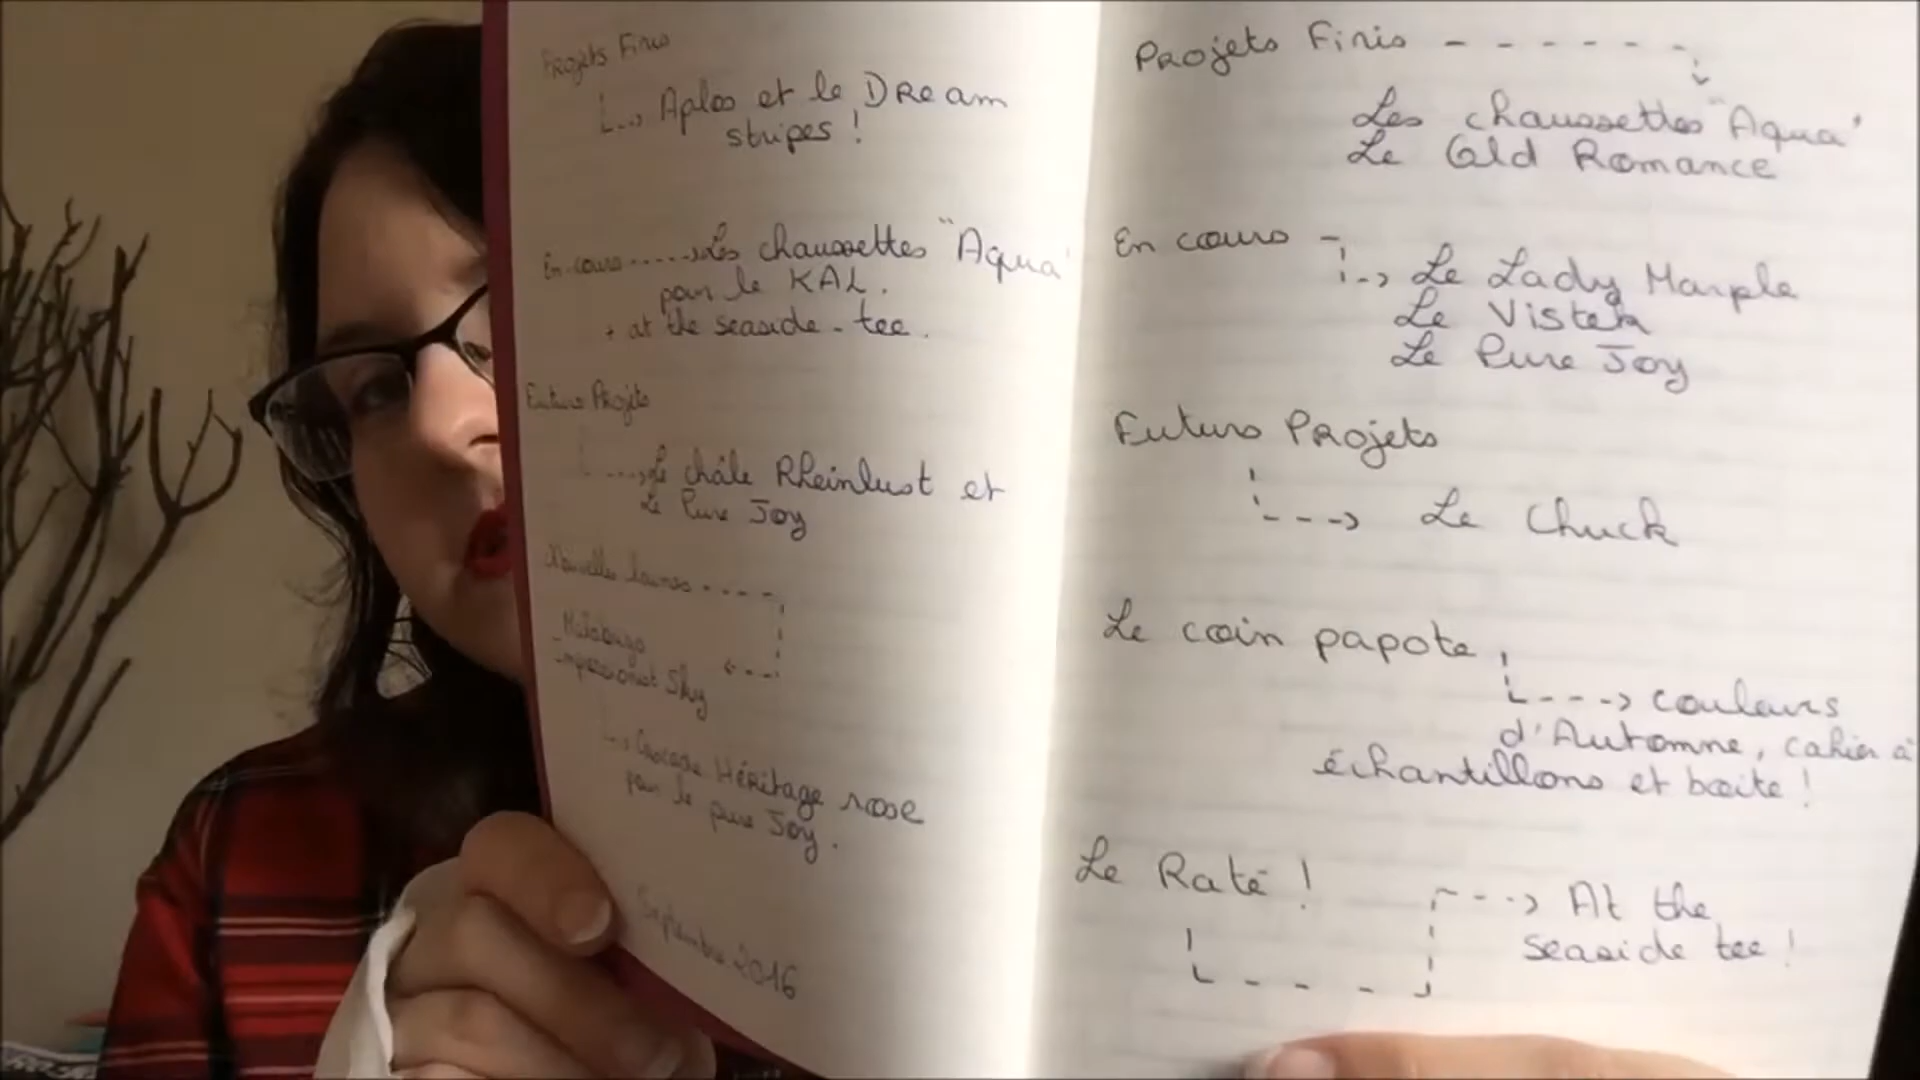 Projets Finis
Aplos et le Dream
stripes !
En cours Les chaussettes "Aqua"
pour le KAL.
+ at the seaside - tee.
Futurs Projets
Le châle Rheinlust et
Le Pure Joy
Nouvelles laines
Malabrigo
Impressionist Sky
Cascade Héritage rose
pour le pure Joy.
Septembre 2016
Projets Finis
Les chaussettes "Aqua"
Le Old Romance
En cours
Le Lady Marple
Le Vistela
Le Pure Joy
Futurs Projets
Le Chuck
Le coin papote
couleurs
d'Automne, cahier à
échantillons et boite !
Le Raté !
At the
seaside tee !